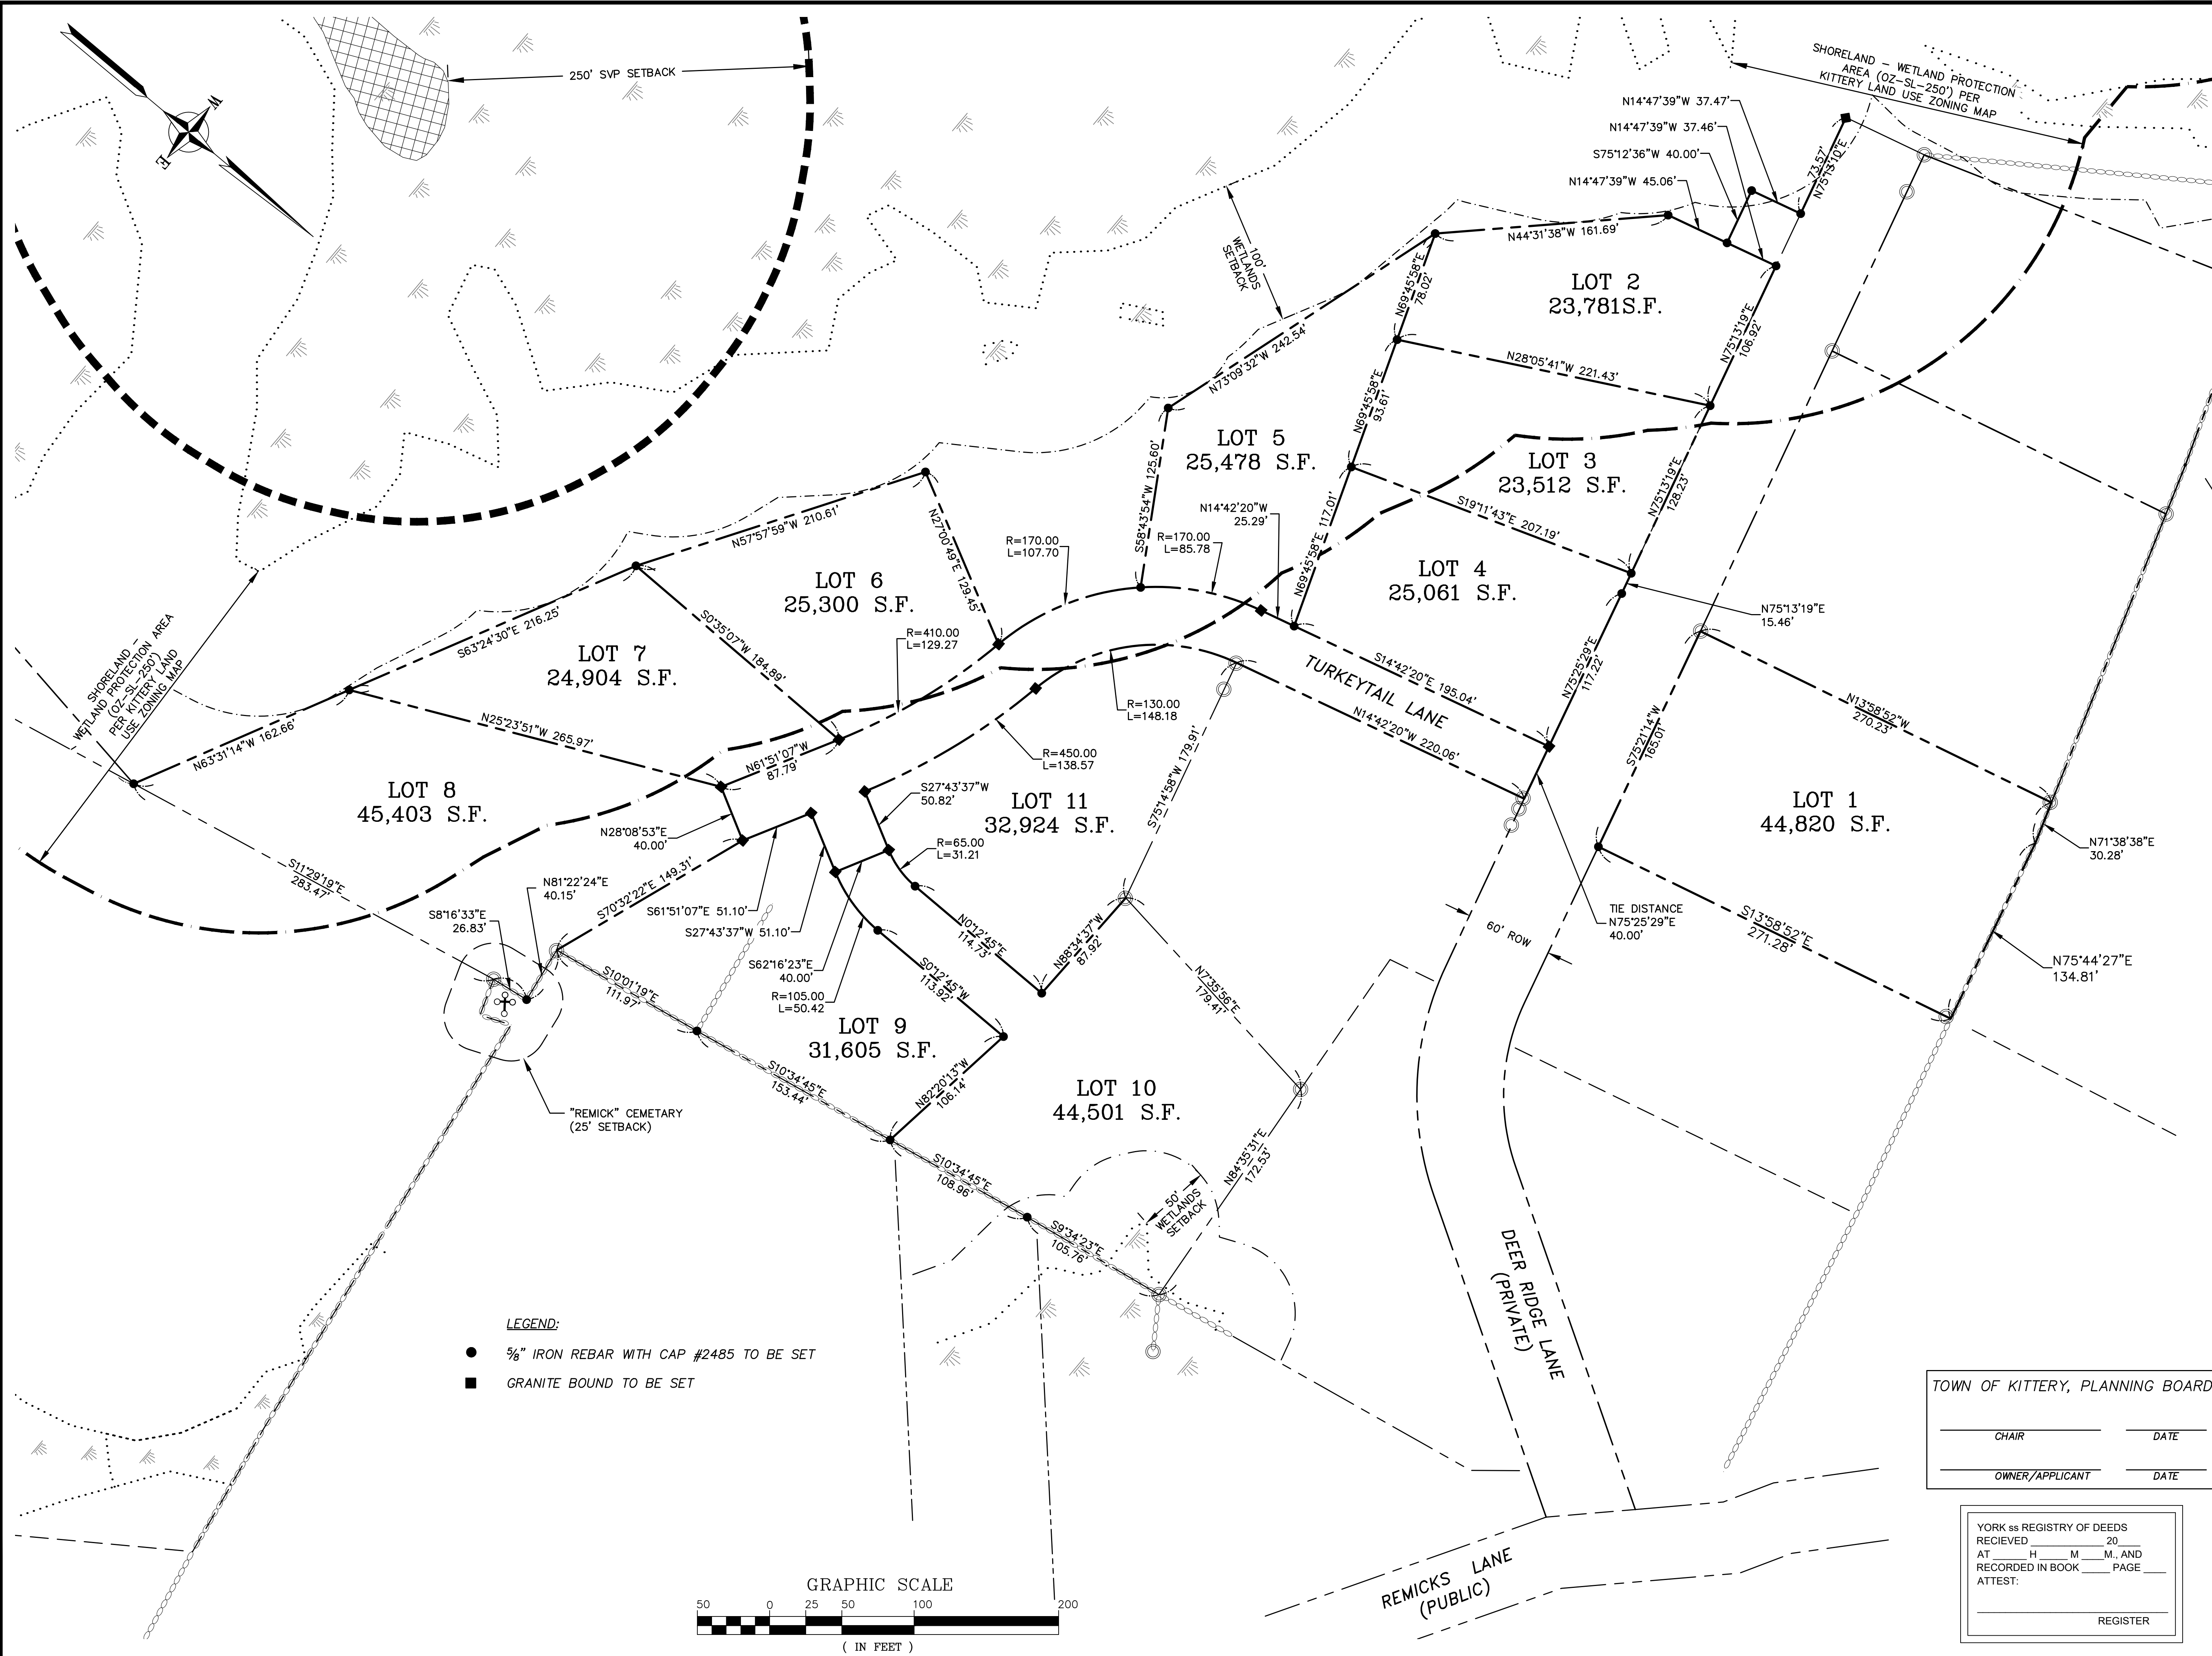 W
E
250' SVP SETBACK
SHORELAND - WETLAND PROTECTION
AREA (OZ-SL-250') PER
KITTERY LAND USE ZONING MAP
N14°47'39"W 37.47'
N14°47'39"W 37.46'
S75°12'36"W 40.00'
N14°47'39"W 45.06'
73.57'
N75°13'10"E
100'
WETLANDS
SETBACK
N44°31'38"W 161.69'
LOT 2
23,781S.F.
N69°45'58"E
78.02'
N75°13'19"E
106.92'
N73°09'32"W 242.54'
N28°05'41"W 221.43'
N69°45'58"E
93.61'
LOT 5
25,478 S.F.
LOT 3
23,512 S.F.
S58°43'54"W 125.60'
N75°13'19"E
128.23'
N14°42'20"W
25.29'
S19°11'43"E 207.19'
N69°45'58"E 117.01'
N57°57'59"W 210.61'
N27°00'49"E 129.45'
R=170.00
L=107.70
R=170.00
L=85.78
LOT 6
25,300 S.F.
LOT 4
25,061 S.F.
N75°13'19"E
15.46'
S63°24'30"E 216.25'
S0°35'07"W 184.89'
R=410.00
L=129.27
SHORELAND -
WETLAND PROTECTION AREA
(OZ-SL-250')
PER KITTERY LAND
USE ZONING MAP
LOT 7
24,904 S.F.
TURKEYTAIL LANE
S14°42'20"E 195.04'
N75°25'29"E
117.22'
N14°42'20"W 220.06'
R=130.00
L=148.18
N13°58'52"W
270.23'
S75°21'14"W
165.01'
N63°31'14"W 162.66'
N25°23'51"W 265.97'
N61°51'07"W
87.79'
R=450.00
L=138.57
S75°14'58"W 179.91'
LOT 8
45,403 S.F.
S27°43'37"W
50.82'
LOT 11
32,924 S.F.
LOT 1
44,820 S.F.
N28°08'53"E
40.00'
R=65.00
L=31.21
N71°38'38"E
30.28'
S11°29'19"E
283.47'
N81°22'24"E
40.15'
S70°32'22"E 149.31'
S8°16'33"E
26.83'
S61°51'07"E 51.10'
S27°43'37"W 51.10'
TIE DISTANCE
N75°25'29"E
40.00'
60' ROW
S13°58'52"E
271.28'
N0°12'45"E
114.73'
N88°34'37"W
87.92'
S62°16'23"E
40.00'
N75°44'27"E
134.81'
R=105.00
L=50.42
S0°12'45"W
113.92'
S10°01'19"E
111.97'
N7°35'56"E
179.41'
LOT 9
31,605 S.F.
S10°34'45"E
153.44'
N82°20'13"W
106.14'
LOT 10
44,501 S.F.
"REMICK" CEMETARY
(25' SETBACK)
N84°35'31"E
172.53'
S10°34'45"E
108.96'
50'
WETLANDS
SETBACK
S9°34'23"E
105.76'
DEER RIDGE LANE
(PRIVATE)
LEGEND:
5/8" IRON REBAR WITH CAP #2485 TO BE SET
GRANITE BOUND TO BE SET
TOWN OF KITTERY, PLANNING BOARD
CHAIR DATE
OWNER/APPLICANT DATE
REMICKS LANE
(PUBLIC)
YORK ss REGISTRY OF DEEDS
RECIEVED ____________ 20____
AT ______ H _____ M ____M., AND
RECORDED IN BOOK _____ PAGE ____
ATTEST:
REGISTER
GRAPHIC SCALE
50 0 25 50 100 200
( IN FEET )